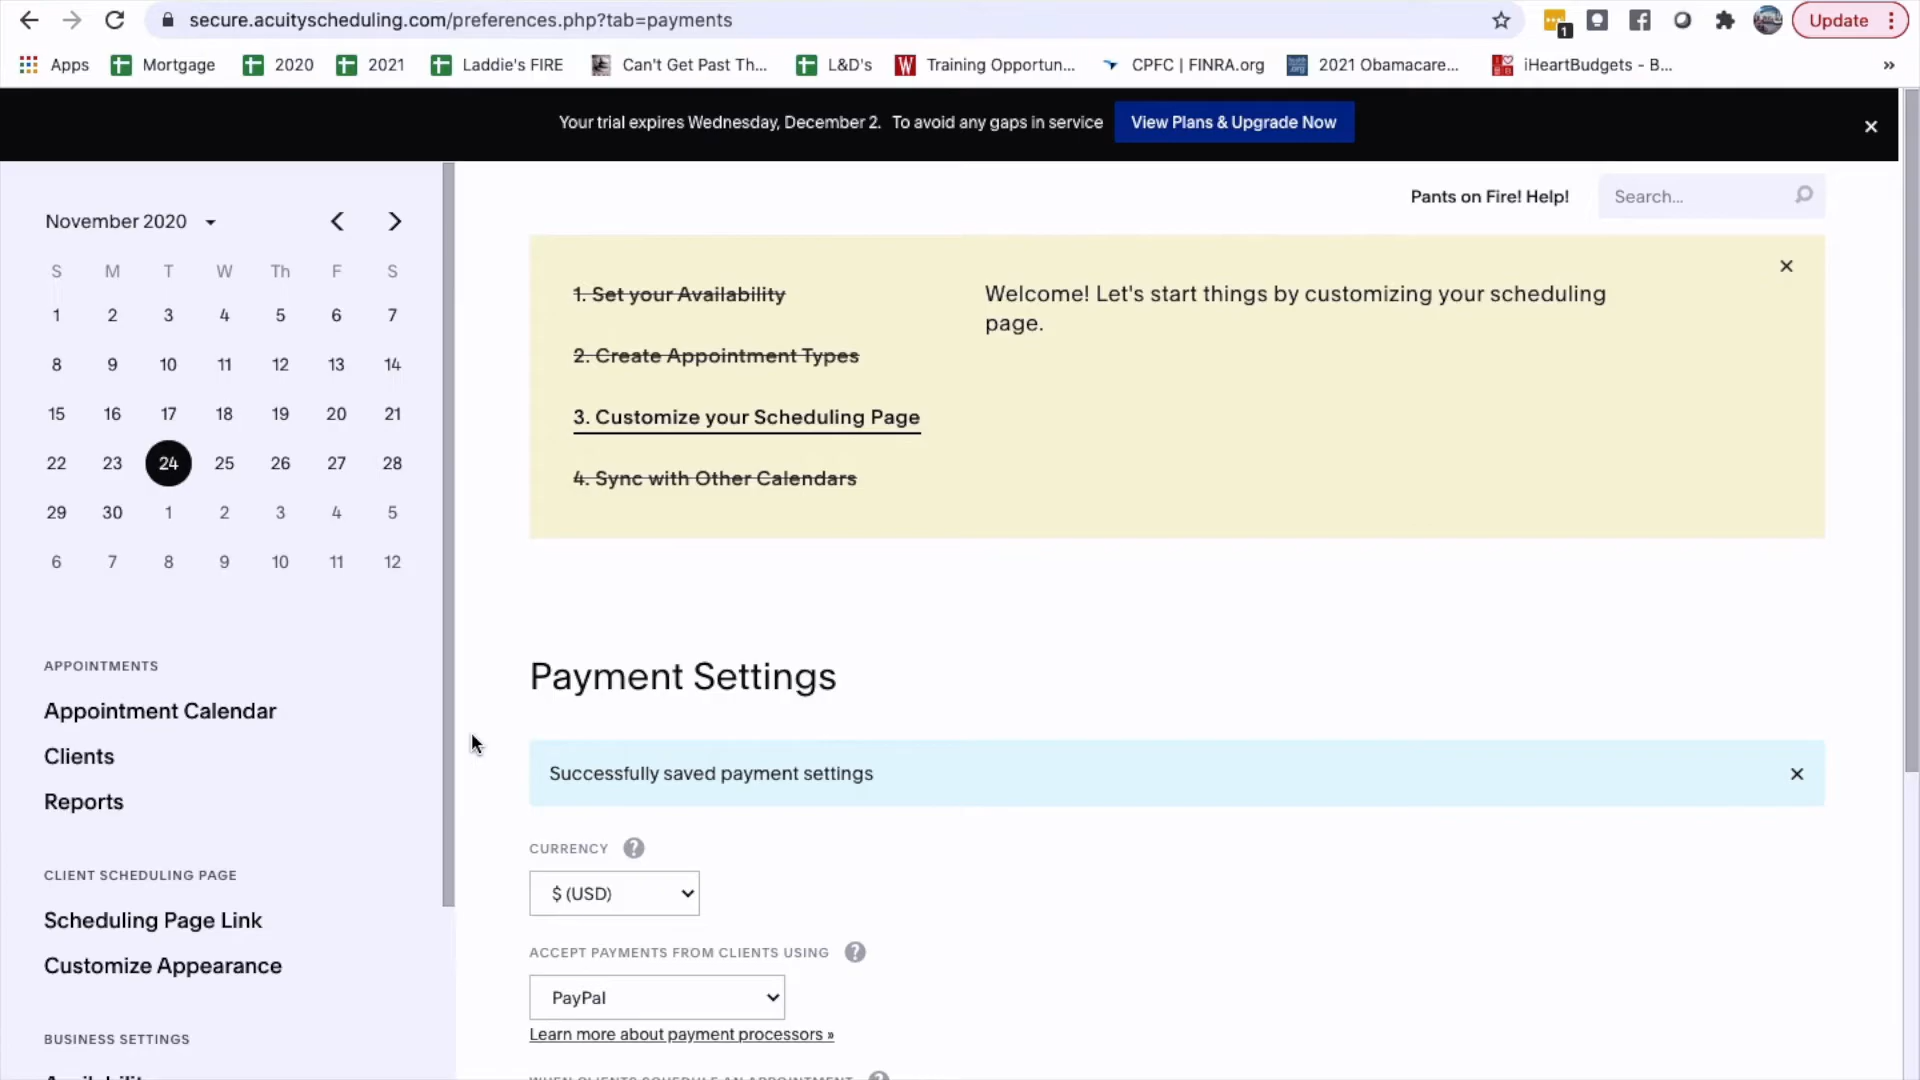 secure.acuityscheduling.com/preferences.php?tab=payments
1
Update
Apps
Mortgage
2020
2021
Laddie's FIRE
Can't Get Past Th...
L&D's
W
Training Opportun...
CPFC | FINRA.org
2021 Obamacare...
iHeartBudgets - B...
»
Your trial expires Wednesday, December 2. To avoid any gaps in service
View Plans & Upgrade Now
Pants on Fire! Help!
Search...
November 2020
S M T W Th F S
1 2 3 4 5 6 7
8 9 10 11 12 13 14
15 16 17 18 19 20 21
22 23 24 25 26 27 28
29 30 1 2 3 4 5
6 7 8 9 10 11 12
1. Set your Availability
2. Create Appointment Types
3. Customize your Scheduling Page
4. Sync with Other Calendars
Welcome! Let's start things by customizing your scheduling
page.
APPOINTMENTS
Appointment Calendar
Clients
Reports
CLIENT SCHEDULING PAGE
Scheduling Page Link
Customize Appearance
BUSINESS SETTINGS
Payment Settings
Successfully saved payment settings
CURRENCY ?
$ (USD)
ACCEPT PAYMENTS FROM CLIENTS USING ?
PayPal
Learn more about payment processors »
WHEN CLIENTS SCHEDULE AN APPOINTMENT ?